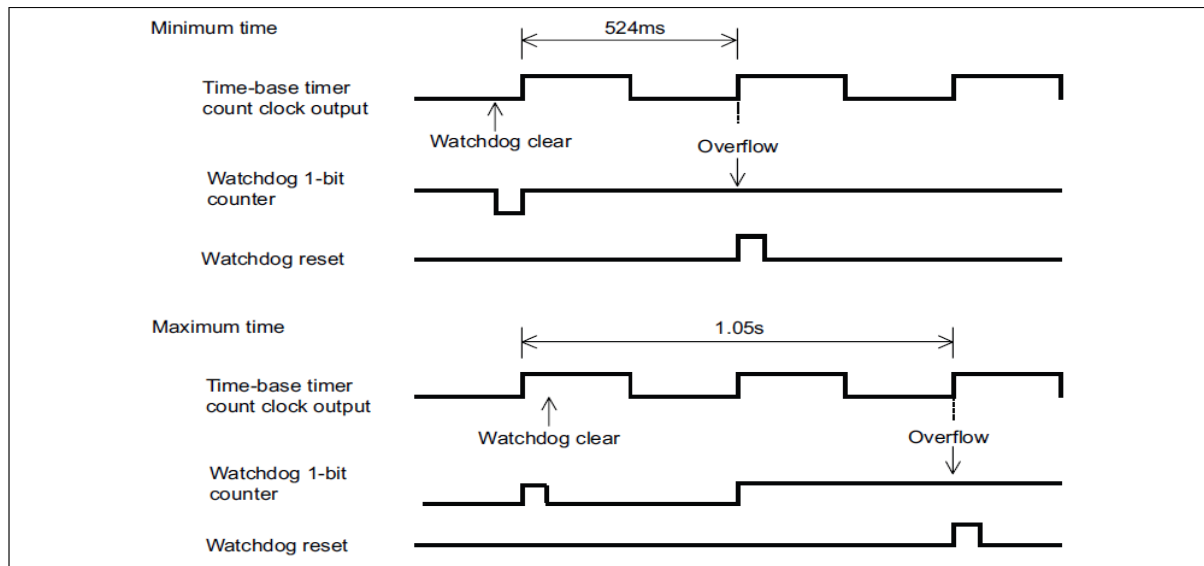 Minimum time
524ms
Time-base timer
count clock output
Watchdog clear
Overflow
Watchdog 1-bit
counter
Watchdog reset
Maximum time
1.05s
Time-base timer
count clock output
Watchdog clear
Overflow
Watchdog 1-bit
counter
Watchdog reset